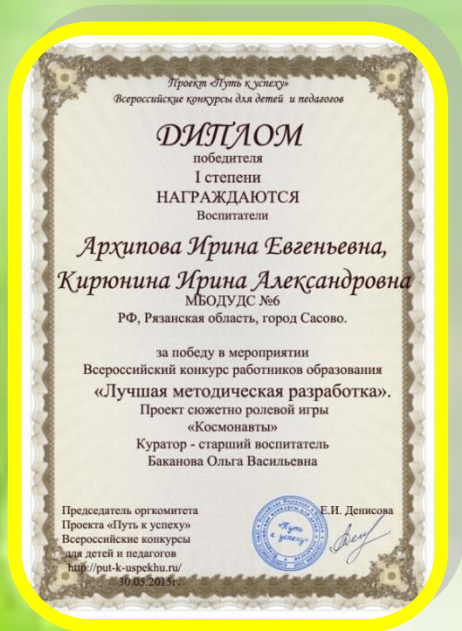 Проект «Путь к успеху»
Всероссийские конкурсы для детей и педагогов
ДИПЛОМ
победителя
I степени
НАГРАЖДАЮТСЯ
Воспитатели
Архипова Ирина Евгеньевна,
Кирюнина Ирина Александровна
МБОДУДС №6
РФ, Рязанская область, город Сасово.
за победу в мероприятии
Всероссийский конкурс работников образования
«Лучшая методическая разработка».
Проект сюжетно ролевой игры
«Космонавты»
Куратор - старший воспитатель
Баканова Ольга Васильевна
Председатель оргкомитета
Проекта «Путь к успеху»
Всероссийские конкурсы
для детей и педагогов
http://put-k-uspekhu.ru/
30.05.2015г.
Е.И. Денисова
«Путь
к успеху»